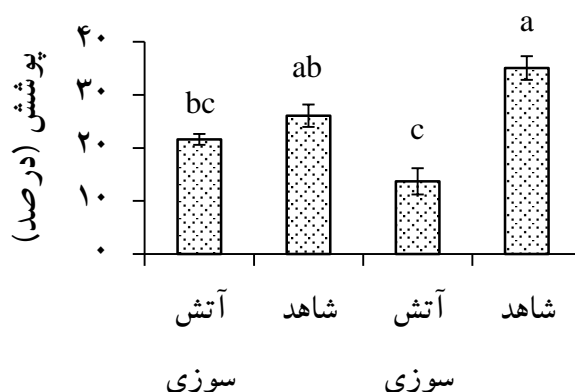 پوشش (درصد)
۴۰
۳۰
۲۰
۱۰
۰
bc
ab
c
a
آتش
سوزی
شاهد
آتش
سوزی
شاهد